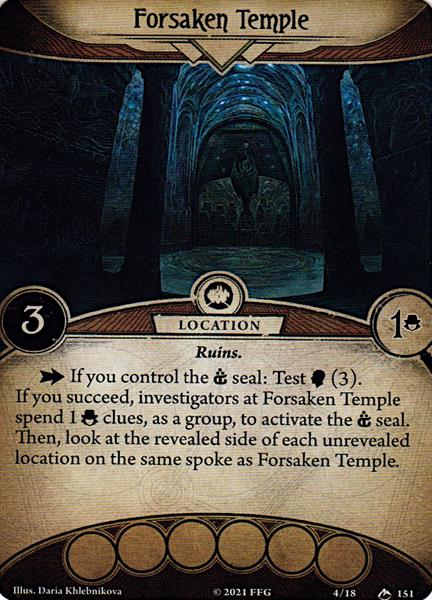 Forsaken Temple
3
1
LOCATION
Ruins.
If you control the seal: Test (3).
If you succeed, investigators at Forsaken Temple
spend 1 clues, as a group, to activate the seal.
Then, look at the revealed side of each unrevealed
location on the same spoke as Forsaken Temple.
Illus. Daria Khlebnikova © 2021 FFG 4/18 151